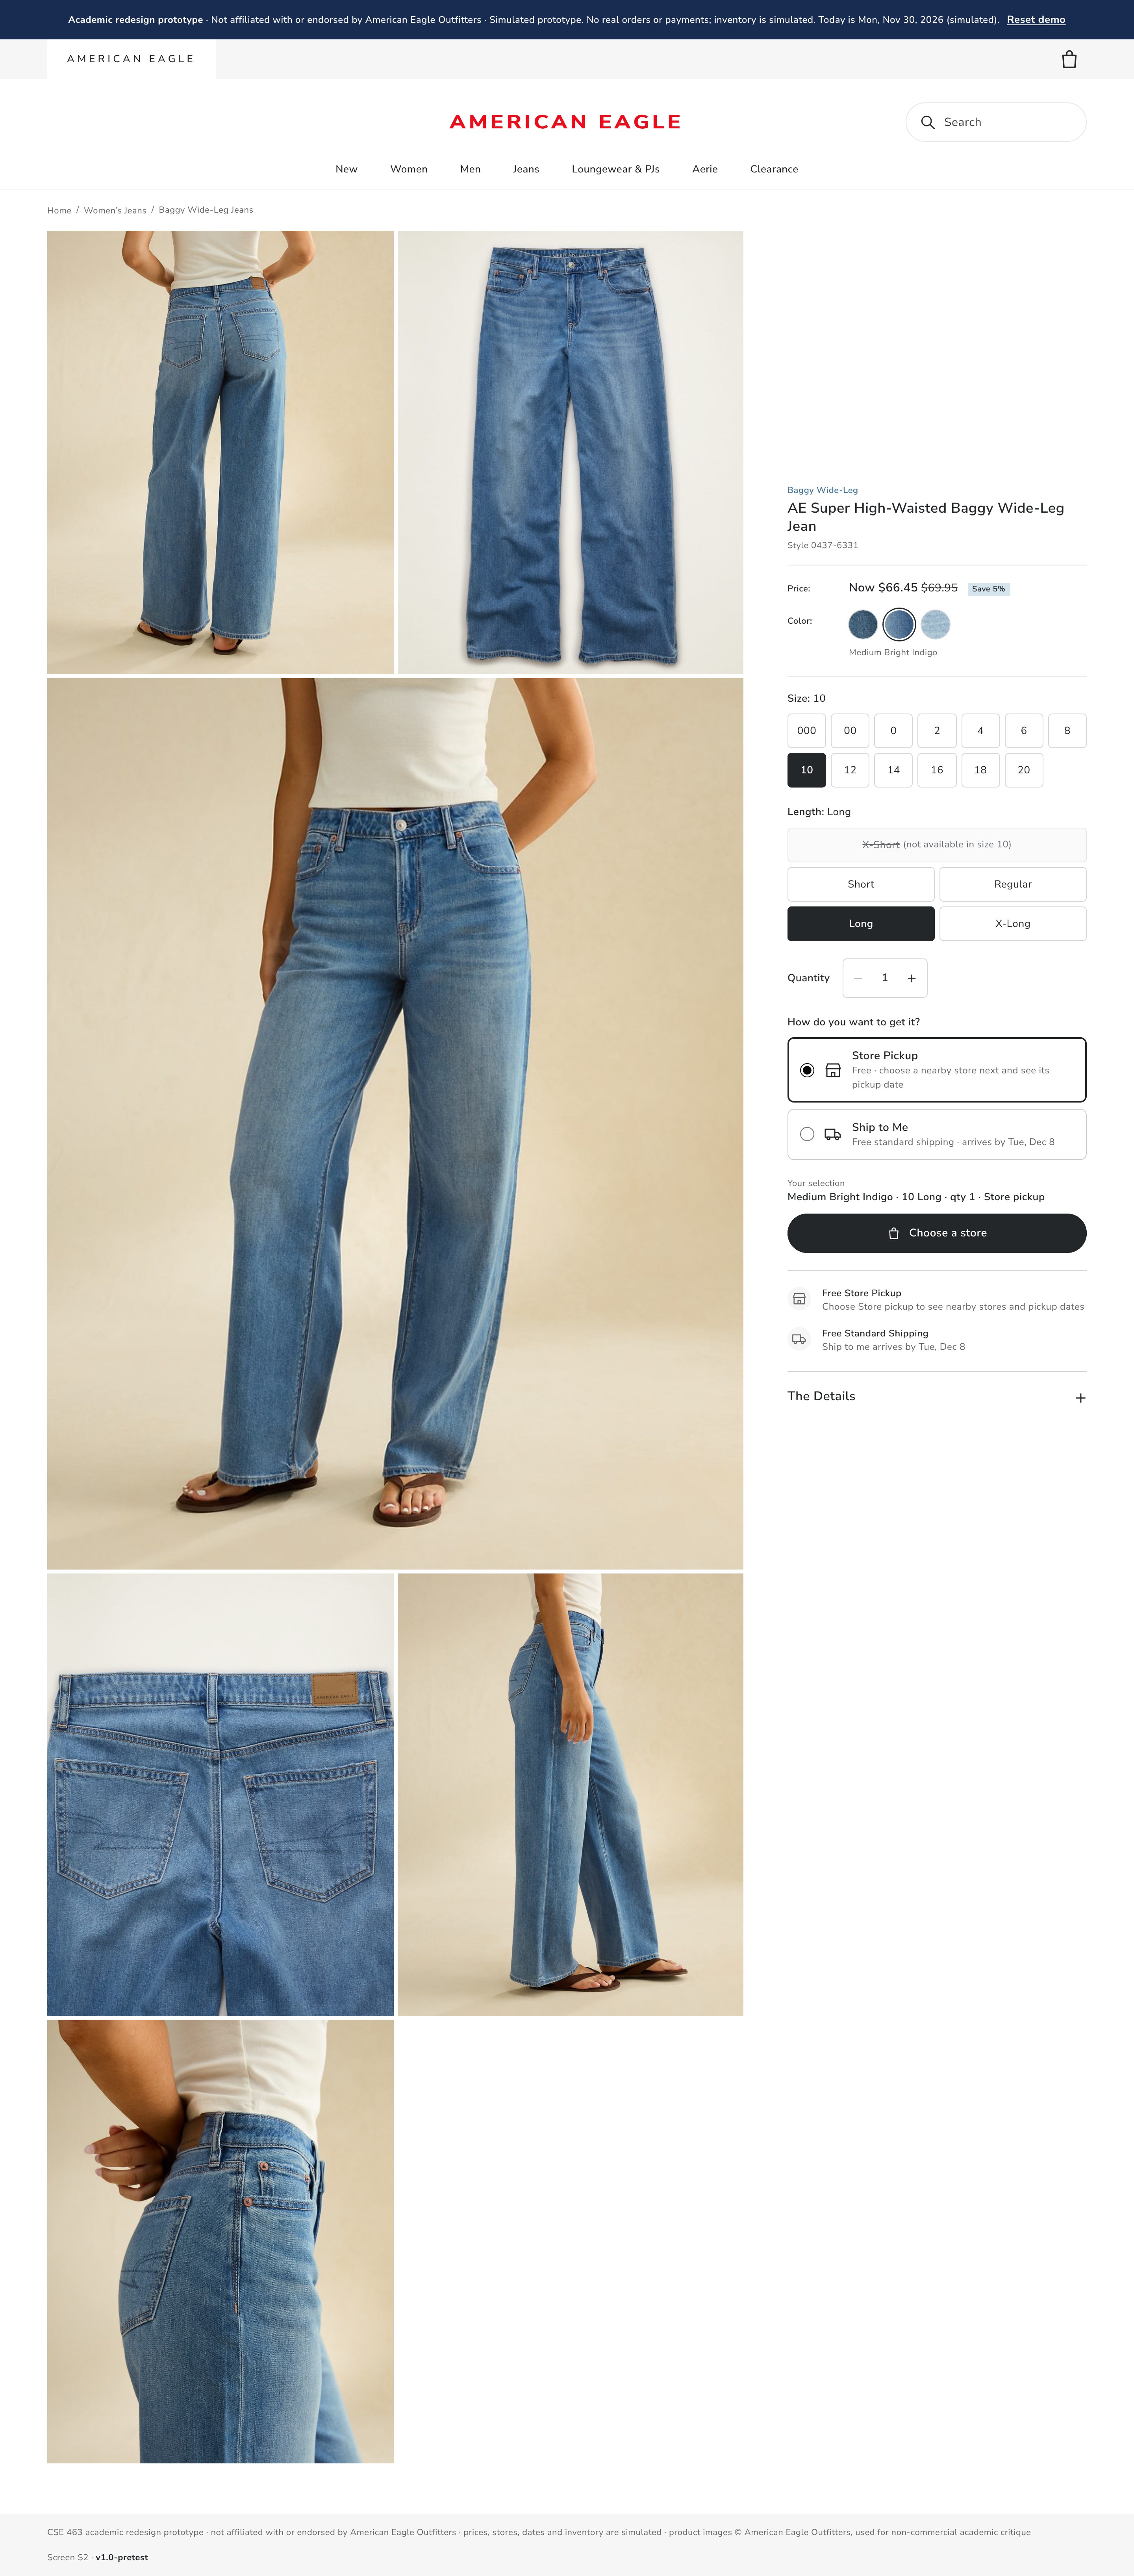 Academic redesign prototype · Not affiliated with or endorsed by American Eagle Outfitters · Simulated prototype. No real orders or payments; inventory is simulated. Today is Mon, Nov 30, 2026 (simulated). Reset demo
AMERICAN EAGLE
AMERICAN EAGLE
Search
New Women Men Jeans Loungewear & PJs Aerie Clearance
Home / Women's Jeans / Baggy Wide-Leg Jeans
Baggy Wide-Leg
AE Super High-Waisted Baggy Wide-Leg
Jean
Style 0437-6331
Price: Now $66.45 $69.95 Save 5%
Color:
Medium Bright Indigo
Size: 10
000 00 0 2 4 6 8
10 12 14 16 18 20
Length: Long
X-Short (not available in size 10)
Short Regular
Long X-Long
Quantity − 1 +
How do you want to get it?
Store Pickup
Free · choose a nearby store next and see its
pickup date
Ship to Me
Free standard shipping · arrives by Tue, Dec 8
Your selection
Medium Bright Indigo · 10 Long · qty 1 · Store pickup
Choose a store
Free Store Pickup
Choose Store pickup to see nearby stores and pickup dates
Free Standard Shipping
Ship to me arrives by Tue, Dec 8
The Details +
AMERICAN EAGLE
CSE 463 academic redesign prototype · not affiliated with or endorsed by American Eagle Outfitters · prices, stores, dates and inventory are simulated · product images © American Eagle Outfitters, used for non-commercial academic critique
Screen S2 · v1.0-pretest